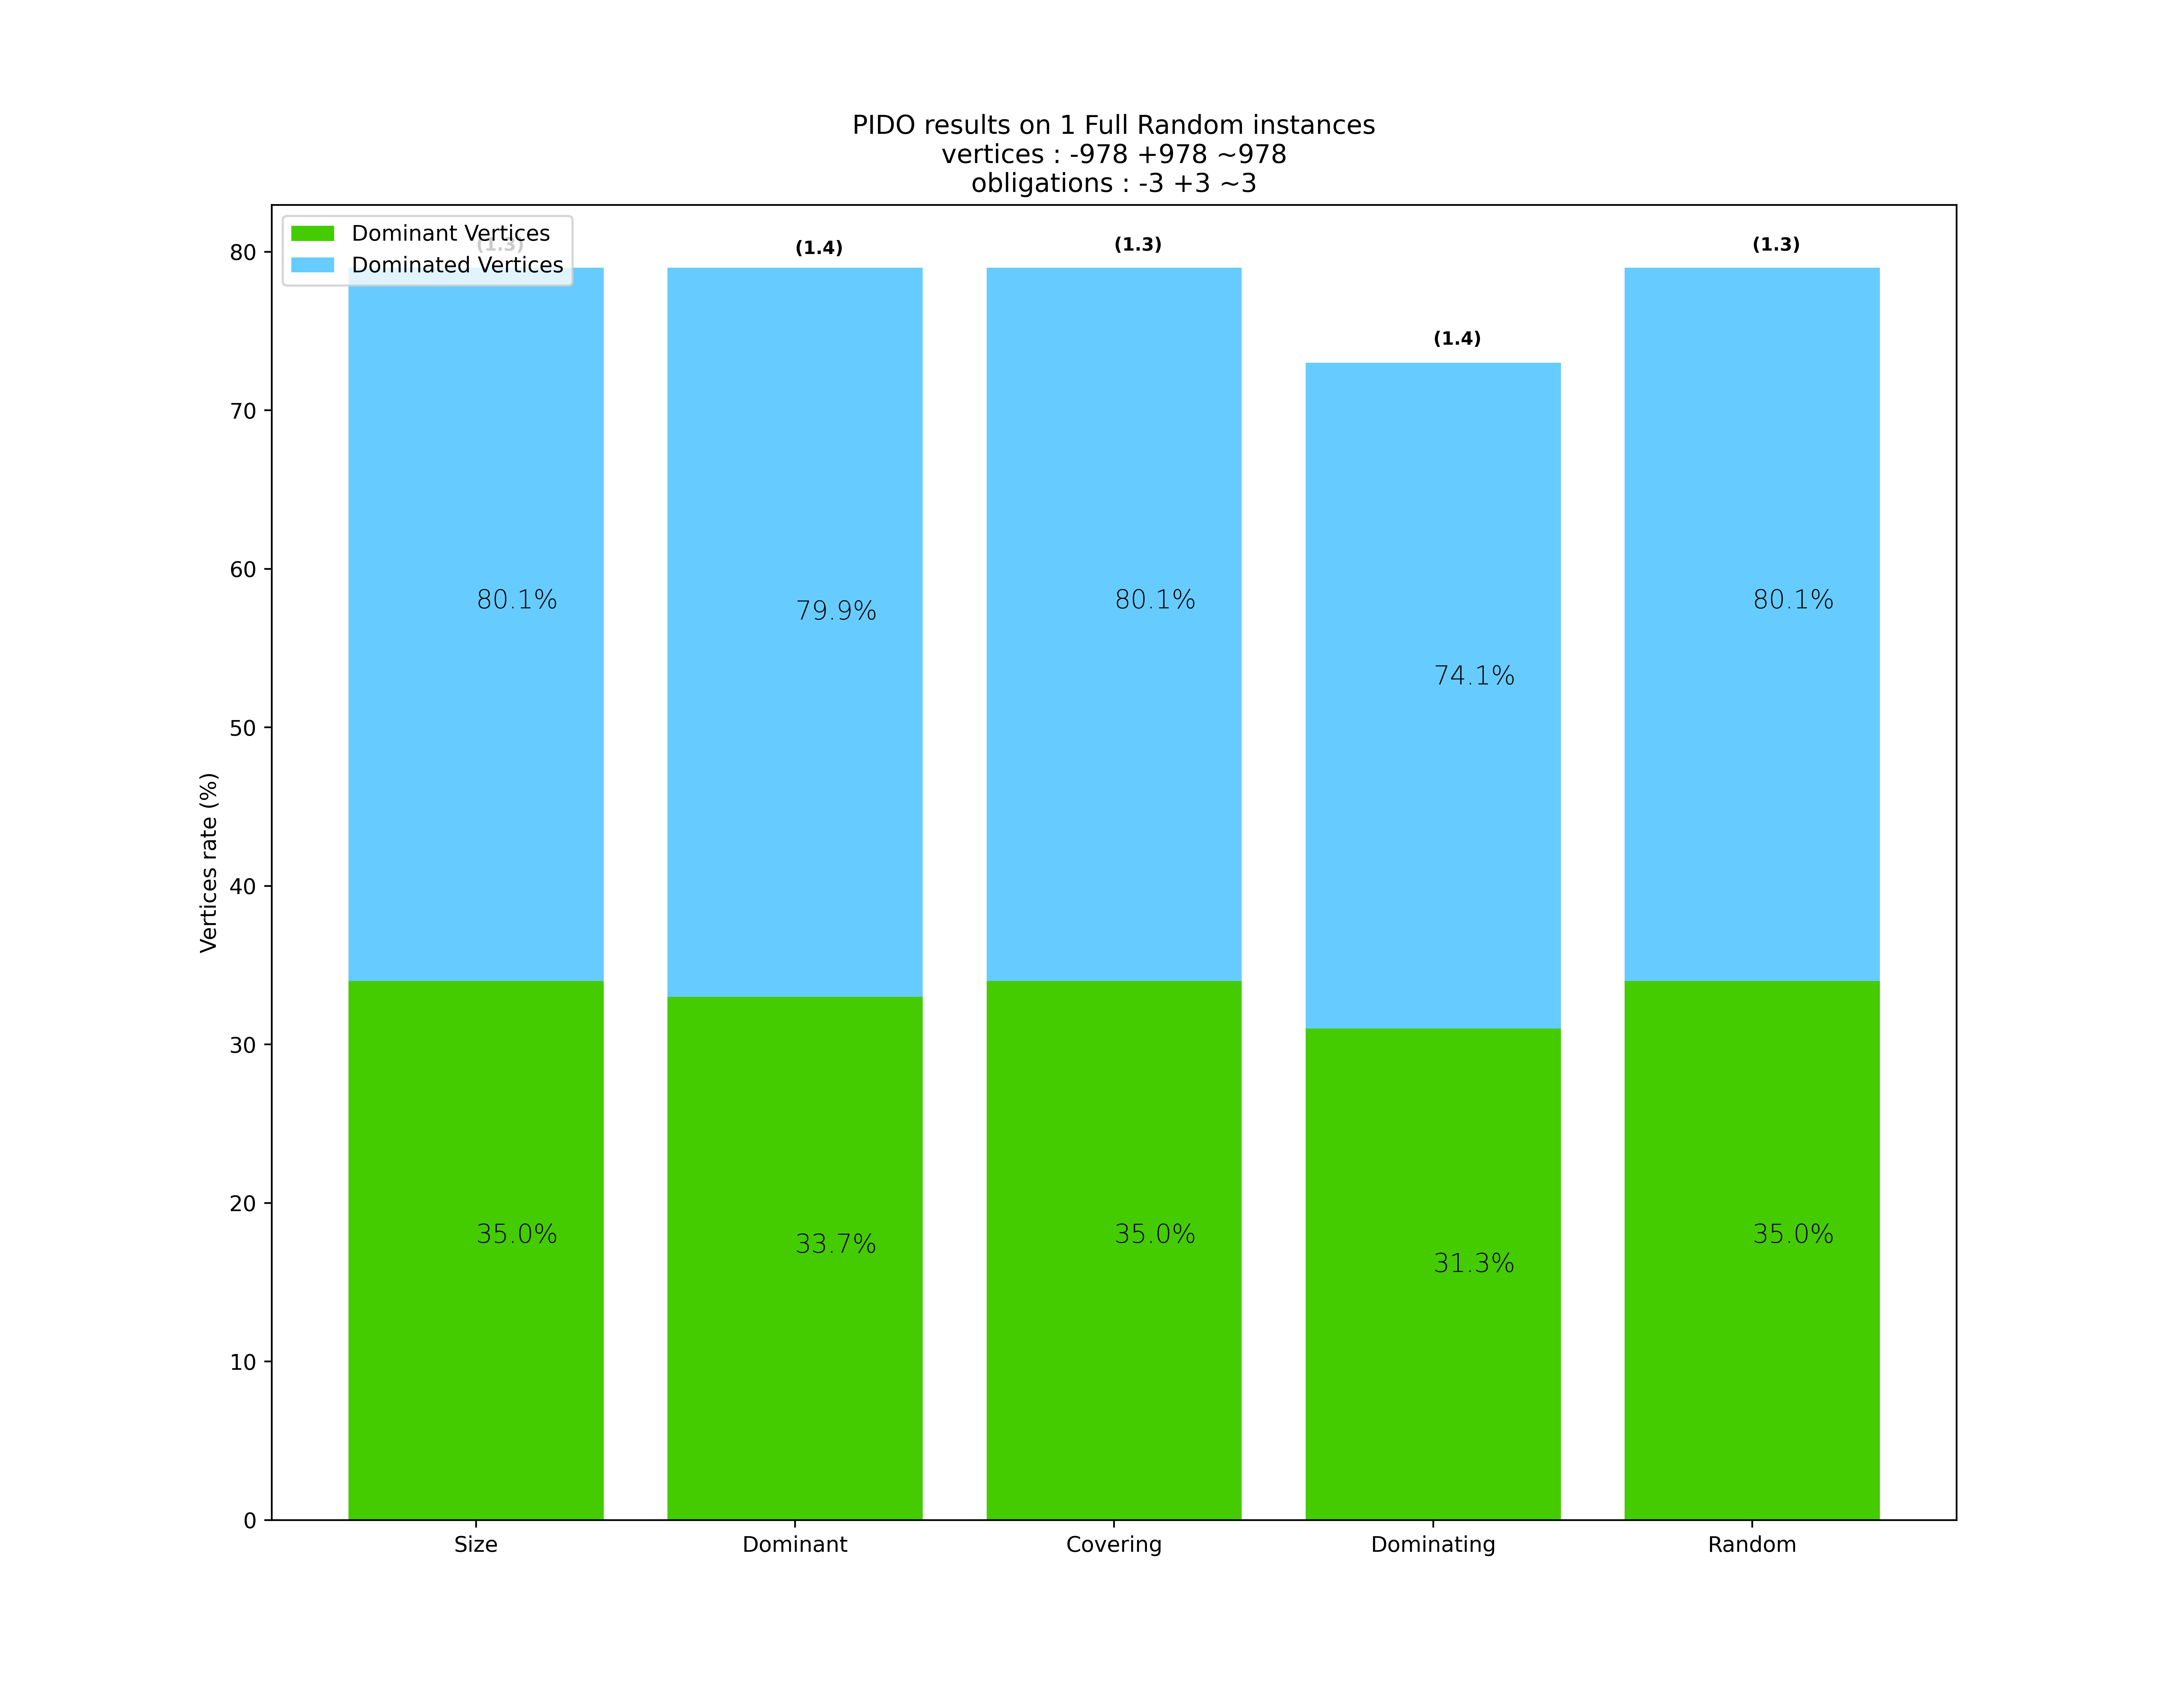 PIDO results on 1 Full Random instances
vertices : -978 +978 ~978
obligations : -3 +3 ~3
Dominant Vertices
Dominated Vertices
(1.3)
(1.4)
(1.3)
(1.4)
(1.3)
80
70
60
50
40
30
20
10
0
Vertices rate (%)
80.1%
79.9%
80.1%
74.1%
80.1%
35.0%
33.7%
35.0%
31.3%
35.0%
Size
Dominant
Covering
Dominating
Random